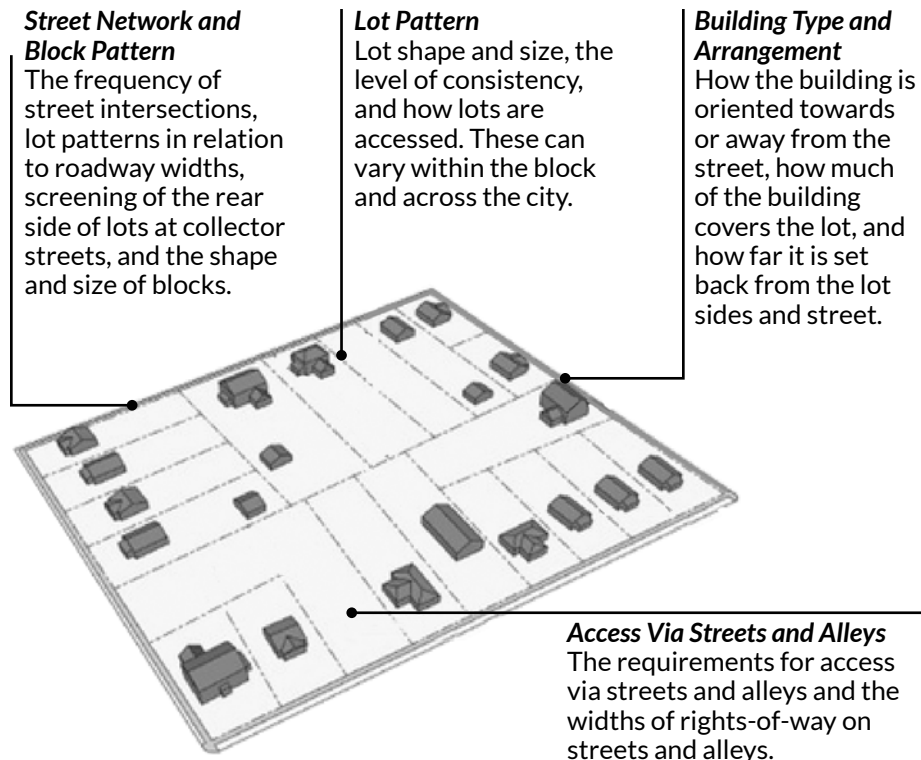 Street Network and
Block Pattern
The frequency of
street intersections,
lot patterns in relation
to roadway widths,
screening of the rear
side of lots at collector
streets, and the shape
and size of blocks.
Lot Pattern
Lot shape and size, the
level of consistency,
and how lots are
accessed. These can
vary within the block
and across the city.
Building Type and
Arrangement
How the building is
oriented towards
or away from the
street, how much
of the building
covers the lot, and
how far it is set
back from the lot
sides and street.
Access Via Streets and Alleys
The requirements for access
via streets and alleys and the
widths of rights-of-way on
streets and alleys.